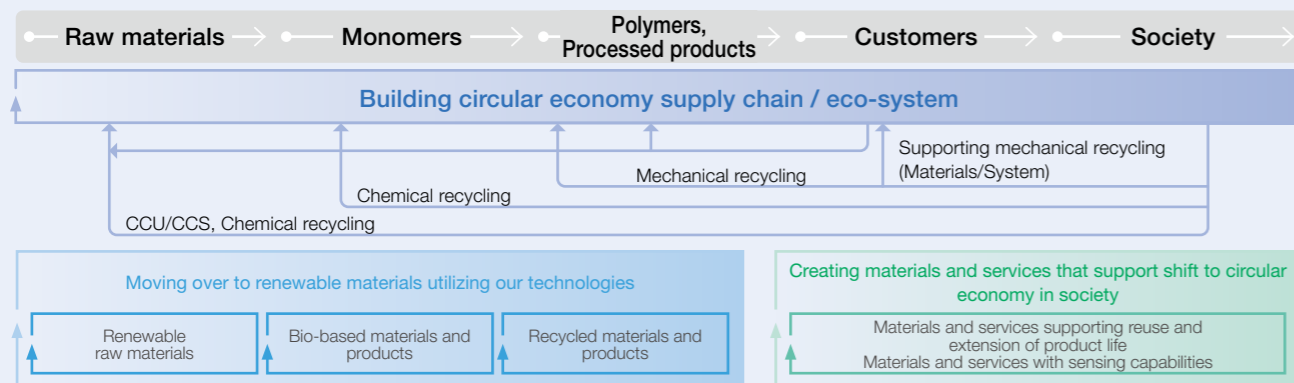 Raw materials
Monomers
Polymers,
Processed products
Customers
Society
Building circular economy supply chain / eco-system
Supporting mechanical recycling
(Materials/System)
Mechanical recycling
Chemical recycling
CCU/CCS, Chemical recycling
Moving over to renewable materials utilizing our technologies
Renewable
raw materials
Bio-based materials and
products
Recycled materials and
products
Creating materials and services that support shift to circular
economy in society
Materials and services supporting reuse and
extension of product life
Materials and services with sensing capabilities